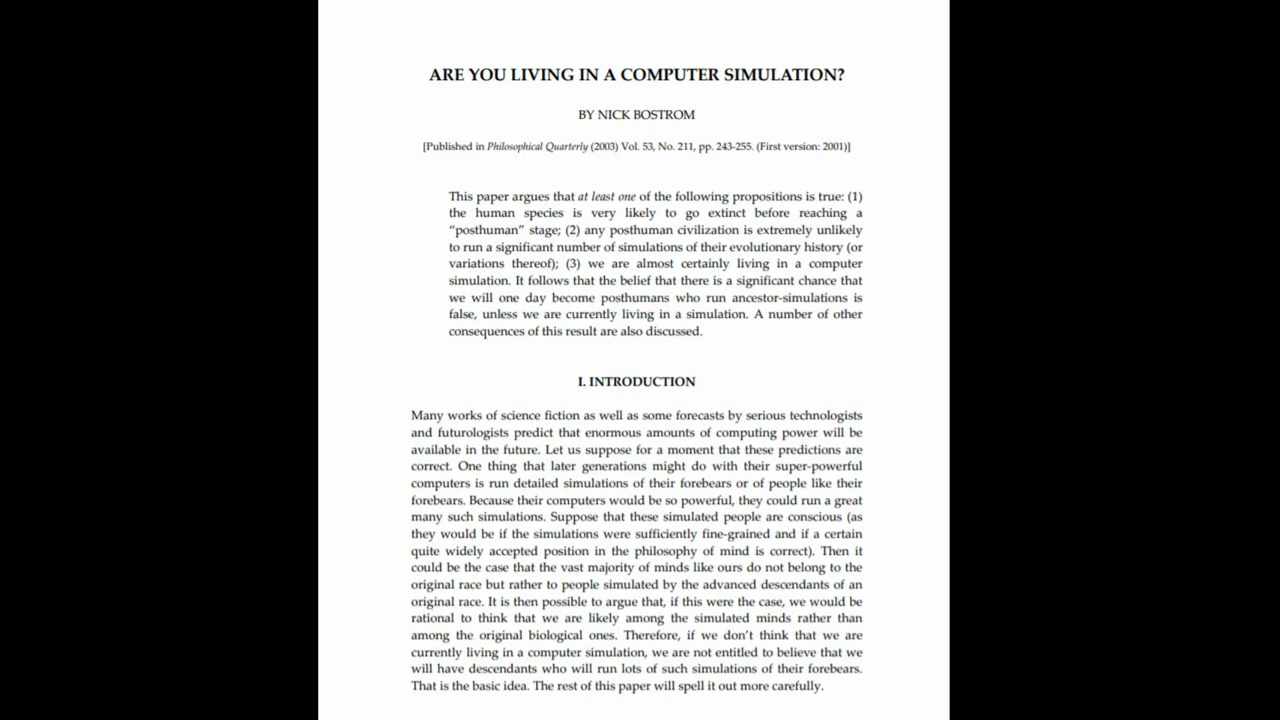 ARE YOU LIVING IN A COMPUTER SIMULATION?
BY NICK BOSTROM
[Published in Philosophical Quarterly (2003) Vol. 53, No. 211, pp. 243-255. (First version: 2001)]
This paper argues that at least one of the following propositions is true: (1)
the human species is very likely to go extinct before reaching a
“posthuman” stage; (2) any posthuman civilization is extremely unlikely
to run a significant number of simulations of their evolutionary history (or
variations thereof); (3) we are almost certainly living in a computer
simulation. It follows that the belief that there is a significant chance that
we will one day become posthumans who run ancestor-simulations is
false, unless we are currently living in a simulation. A number of other
consequences of this result are also discussed.
I. INTRODUCTION
Many works of science fiction as well as some forecasts by serious technologists
and futurologists predict that enormous amounts of computing power will be
available in the future. Let us suppose for a moment that these predictions are
correct. One thing that later generations might do with their super-powerful
computers is run detailed simulations of their forebears or of people like their
forebears. Because their computers would be so powerful, they could run a great
many such simulations. Suppose that these simulated people are conscious (as
they would be if the simulations were sufficiently fine-grained and if a certain
quite widely accepted position in the philosophy of mind is correct). Then it
could be the case that the vast majority of minds like ours do not belong to the
original race but rather to people simulated by the advanced descendants of an
original race. It is then possible to argue that, if this were the case, we would be
rational to think that we are likely among the simulated minds rather than
among the original biological ones. Therefore, if we don’t think that we are
currently living in a computer simulation, we are not entitled to believe that we
will have descendants who will run lots of such simulations of their forebears.
That is the basic idea. The rest of this paper will spell it out more carefully.